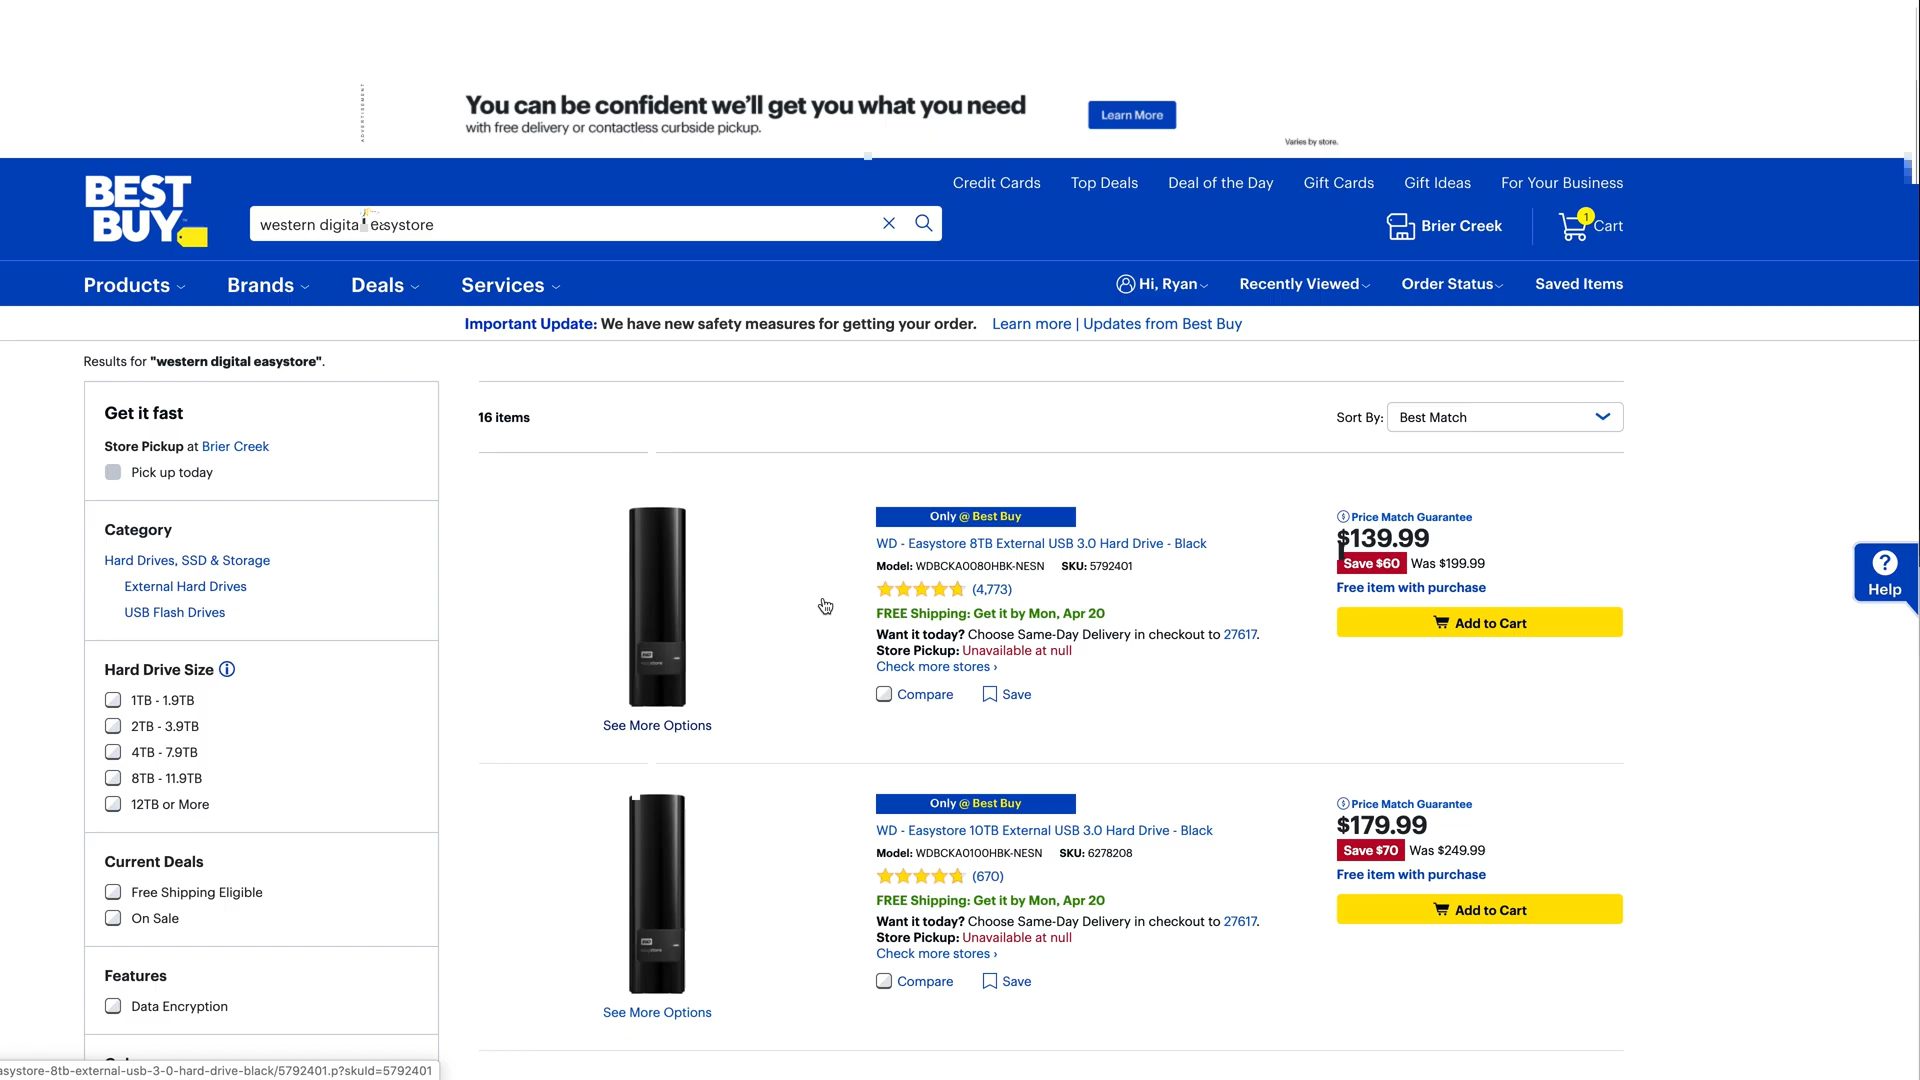 ADVERTISEMENT
You can be confident we'll get you what you need
with free delivery or contactless curbside pickup.
Learn More
Varies by store.
BEST
BUY
Credit Cards
Top Deals
Deal of the Day
Gift Cards
Gift Ideas
For Your Business
western digital easystore
Brier Creek
1
Cart
Products
Brands
Deals
Services
Hi, Ryan
Recently Viewed
Order Status
Saved Items
Important Update: We have new safety measures for getting your order. Learn more | Updates from Best Buy
Results for "western digital easystore".
Get it fast
Store Pickup at Brier Creek
Pick up today
Category
Hard Drives, SSD & Storage
External Hard Drives
USB Flash Drives
Hard Drive Size
1TB - 1.9TB
2TB - 3.9TB
4TB - 7.9TB
8TB - 11.9TB
12TB or More
Current Deals
Free Shipping Eligible
On Sale
Features
Data Encryption
16 items
Sort By: Best Match
See More Options
Only @ Best Buy
WD - Easystore 8TB External USB 3.0 Hard Drive - Black
Model: WDBCKA0080HBK-NESN SKU: 5792401
(4,773)
FREE Shipping: Get it by Mon, Apr 20
Want it today? Choose Same-Day Delivery in checkout to 27617.
Store Pickup: Unavailable at null
Check more stores ›
Compare
Save
Price Match Guarantee
$139.99
Save $60 Was $199.99
Free item with purchase
Add to Cart
See More Options
Only @ Best Buy
WD - Easystore 10TB External USB 3.0 Hard Drive - Black
Model: WDBCKA0100HBK-NESN SKU: 6278208
(670)
FREE Shipping: Get it by Mon, Apr 20
Want it today? Choose Same-Day Delivery in checkout to 27617.
Store Pickup: Unavailable at null
Check more stores ›
Compare
Save
Price Match Guarantee
$179.99
Save $70 Was $249.99
Free item with purchase
Add to Cart
?
Help
asystore-8tb-external-usb-3-0-hard-drive-black/5792401.p?skuId=5792401